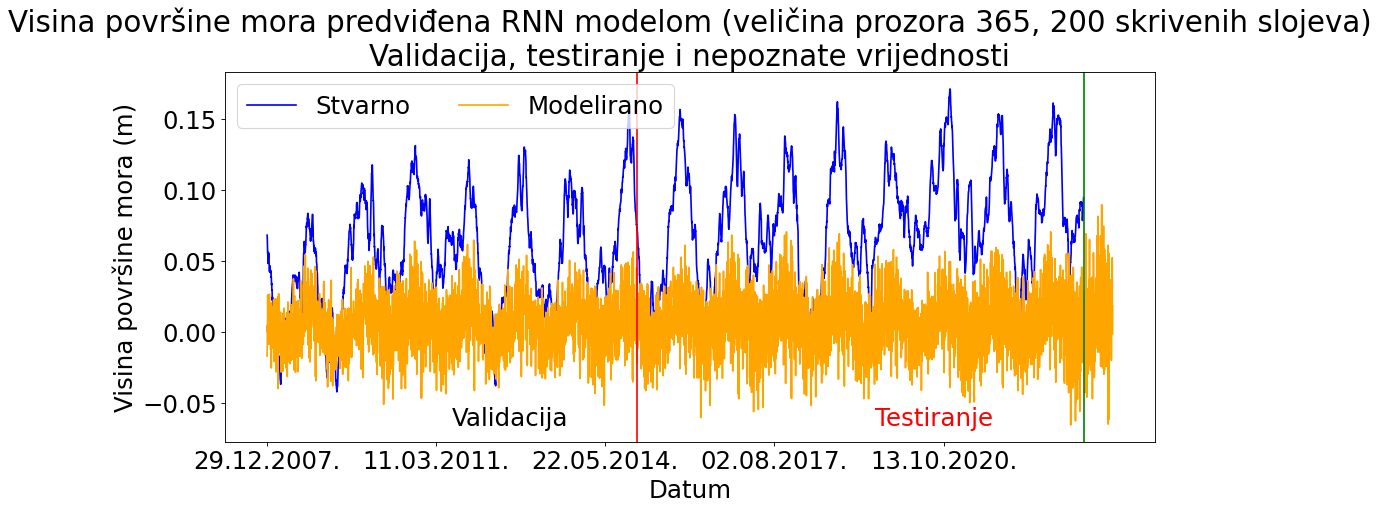 Visina površine mora predviđena RNN modelom (veličina prozora 365, 200 skrivenih slojeva)
Validacija, testiranje i nepoznate vrijednosti
Stvarno
Modelirano
Visina površine mora (m)
0.15
0.10
0.05
0.00
−0.05
Validacija
Testiranje
29.12.2007.
11.03.2011.
22.05.2014.
02.08.2017.
13.10.2020.
Datum